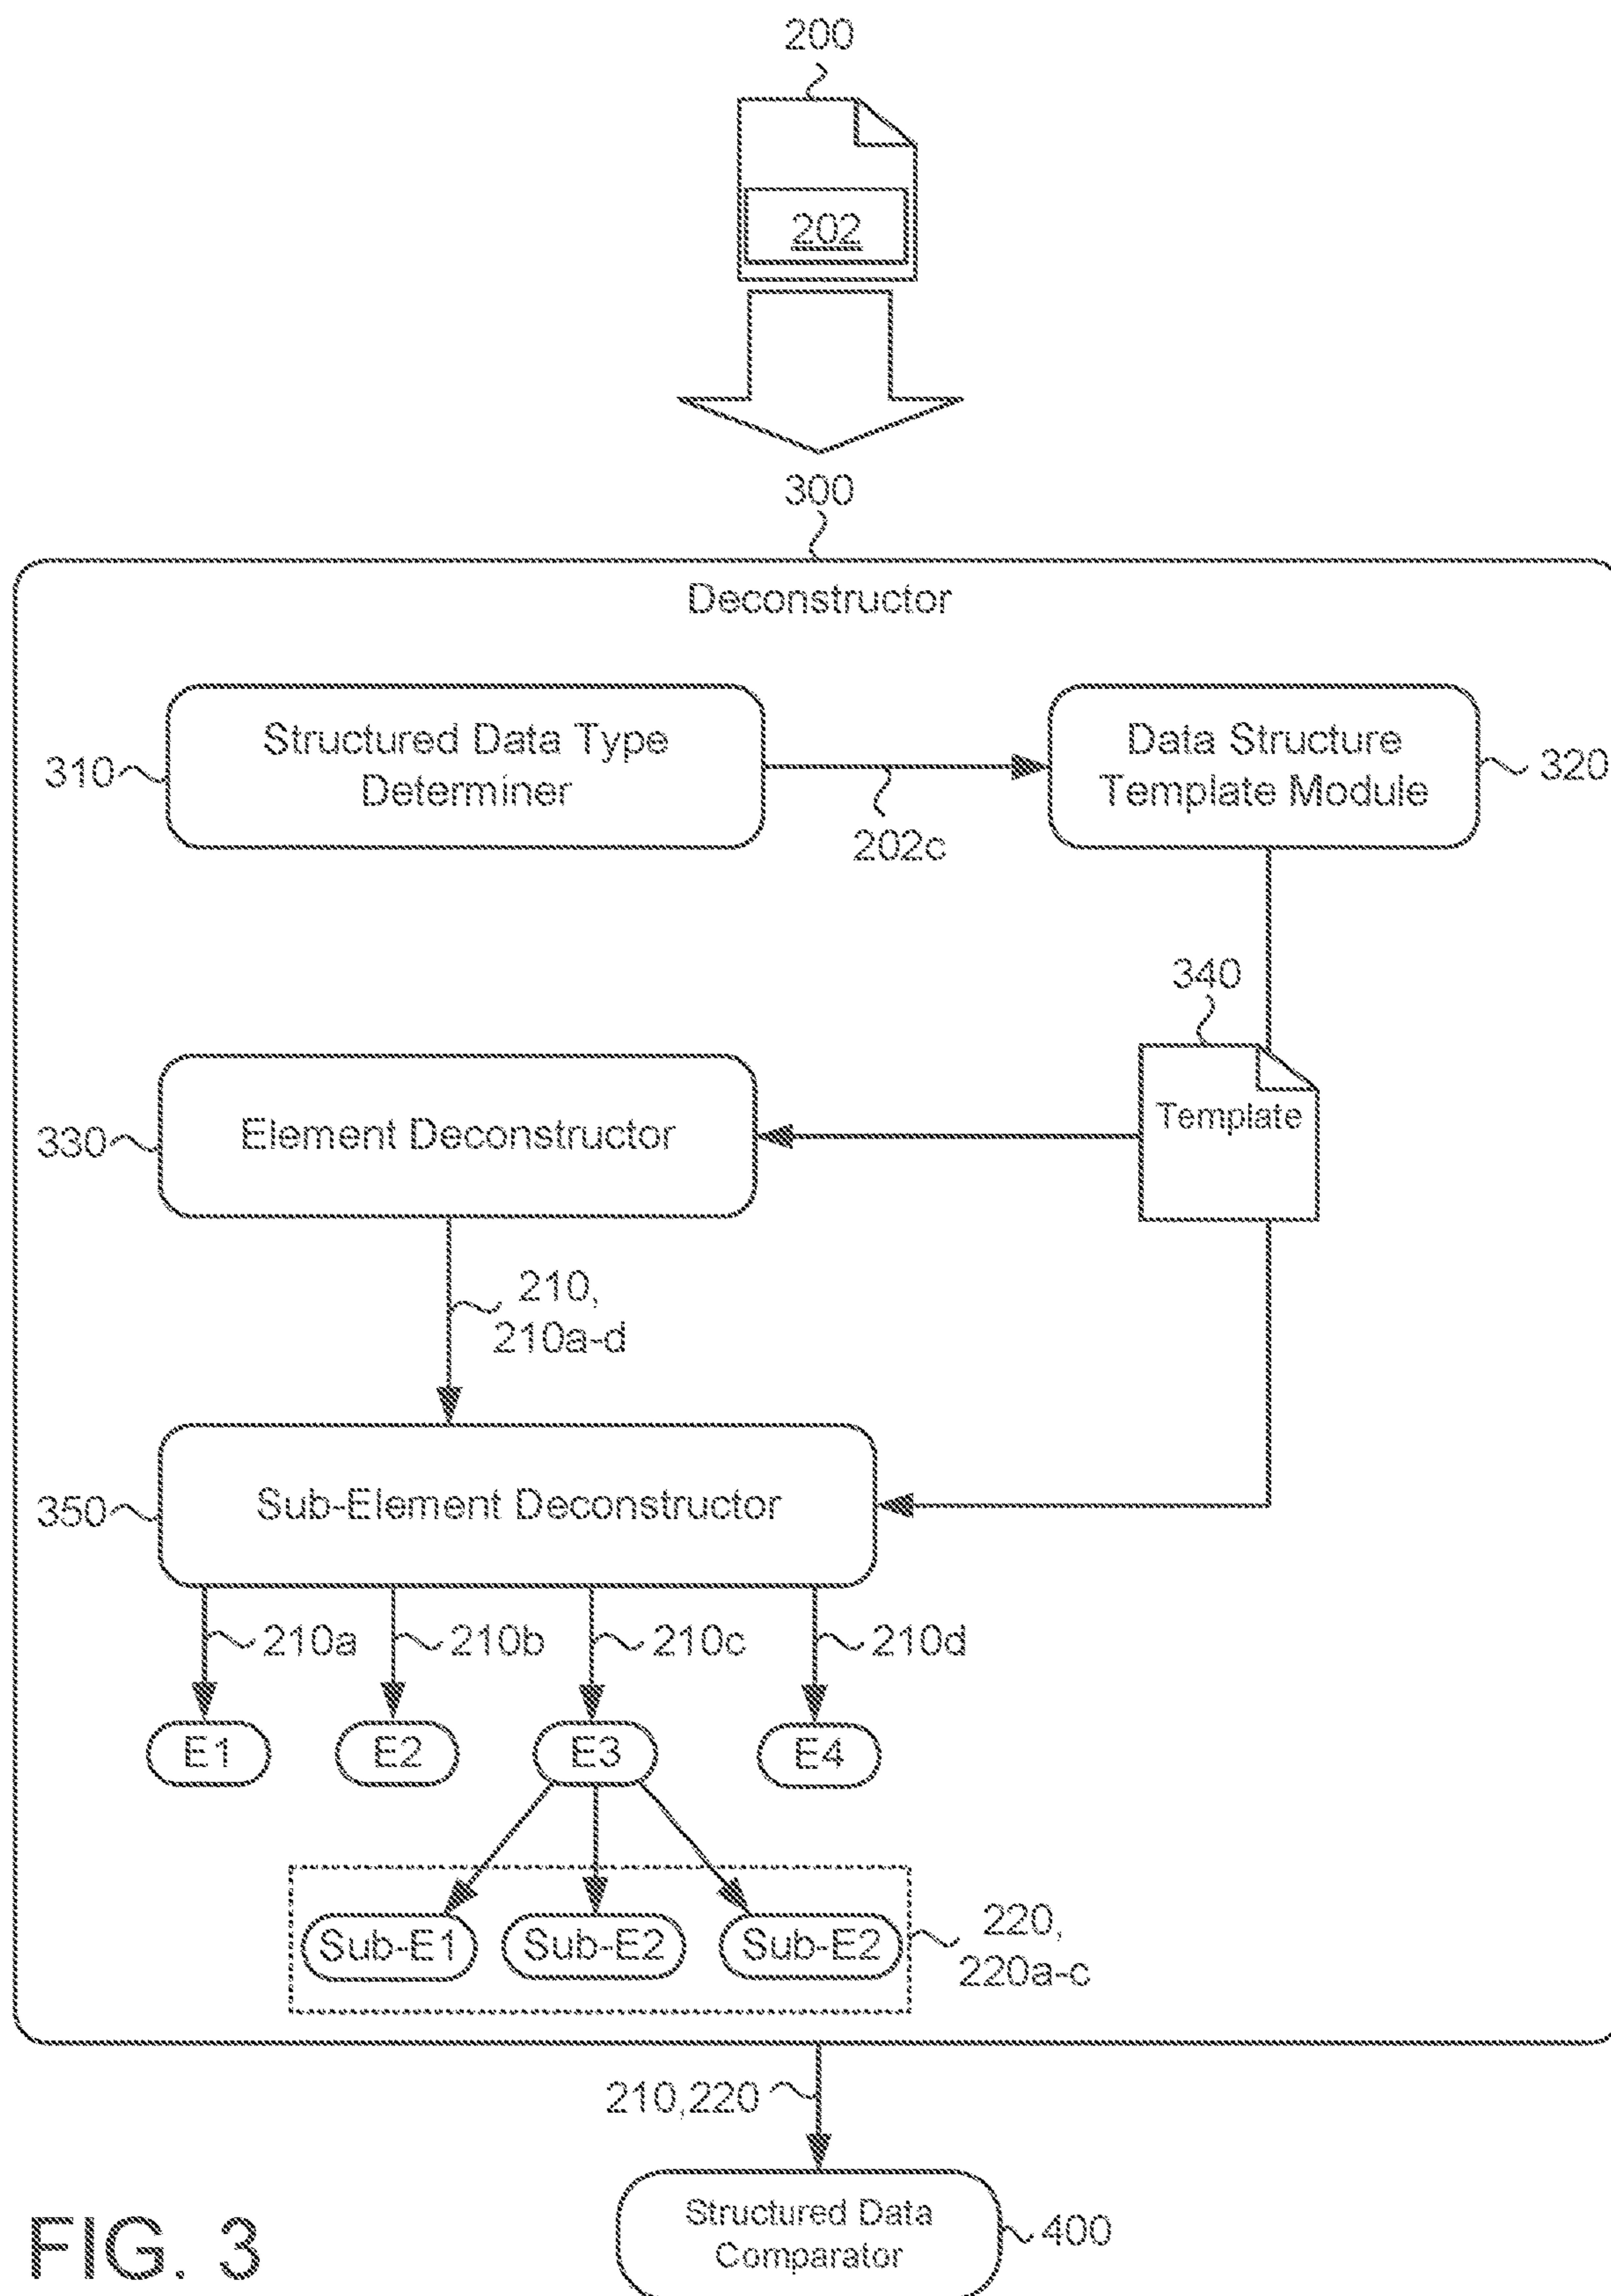 200
202
300
Deconstructor
Structured Data Type
Determiner
310
202c
Data Structure
Template Module
320
340
Template
330
Element Deconstructor
210,
210a-d
350
Sub-Element Deconstructor
210a
210b
210c
210d
E1
E2
E3
E4
Sub-E1
Sub-E2
Sub-E2
220,
220a-c
210,220
Structured Data
Comparator
400
FIG. 3